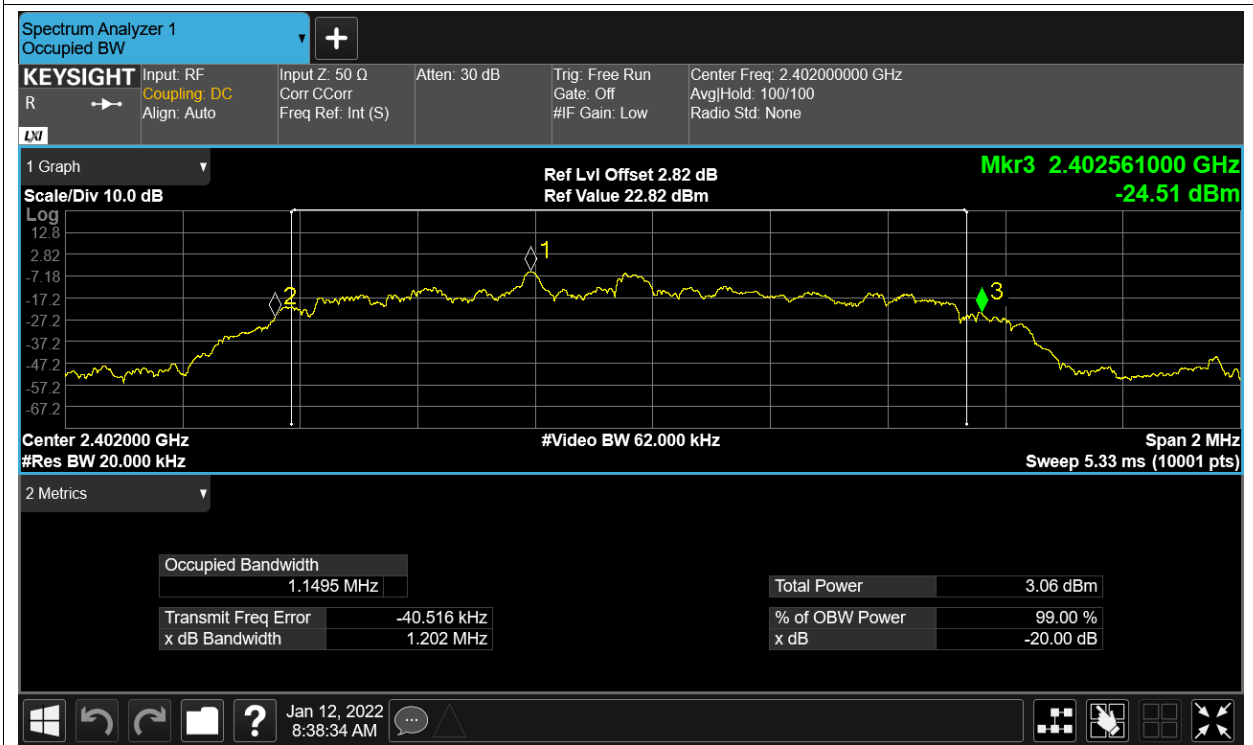 Spectrum Analyzer 1
Occupied BW
KEYSIGHT
R
LXI
Input: RF
Coupling: DC
Align: Auto
Input Z: 50 Ω
Corr CCorr
Freq Ref: Int (S)
Atten: 30 dB
Trig: Free Run
Gate: Off
#IF Gain: Low
Center Freq: 2.402000000 GHz
Avg|Hold: 100/100
Radio Std: None
1 Graph
Scale/Div 10.0 dB
Ref Lvl Offset 2.82 dB
Ref Value 22.82 dBm
Mkr3 2.402561000 GHz
-24.51 dBm
Log
12.8
2.82
-7.18
-17.2
-27.2
-37.2
-47.2
-57.2
-67.2
1
2
3
Center 2.402000 GHz
#Video BW 62.000 kHz
Span 2 MHz
#Res BW 20.000 kHz
Sweep 5.33 ms (10001 pts)
2 Metrics
Occupied Bandwidth
1.1495 MHz
Total Power 3.06 dBm
Transmit Freq Error -40.516 kHz
% of OBW Power 99.00 %
x dB Bandwidth 1.202 MHz
x dB -20.00 dB
?
Jan 12, 2022
8:38:34 AM